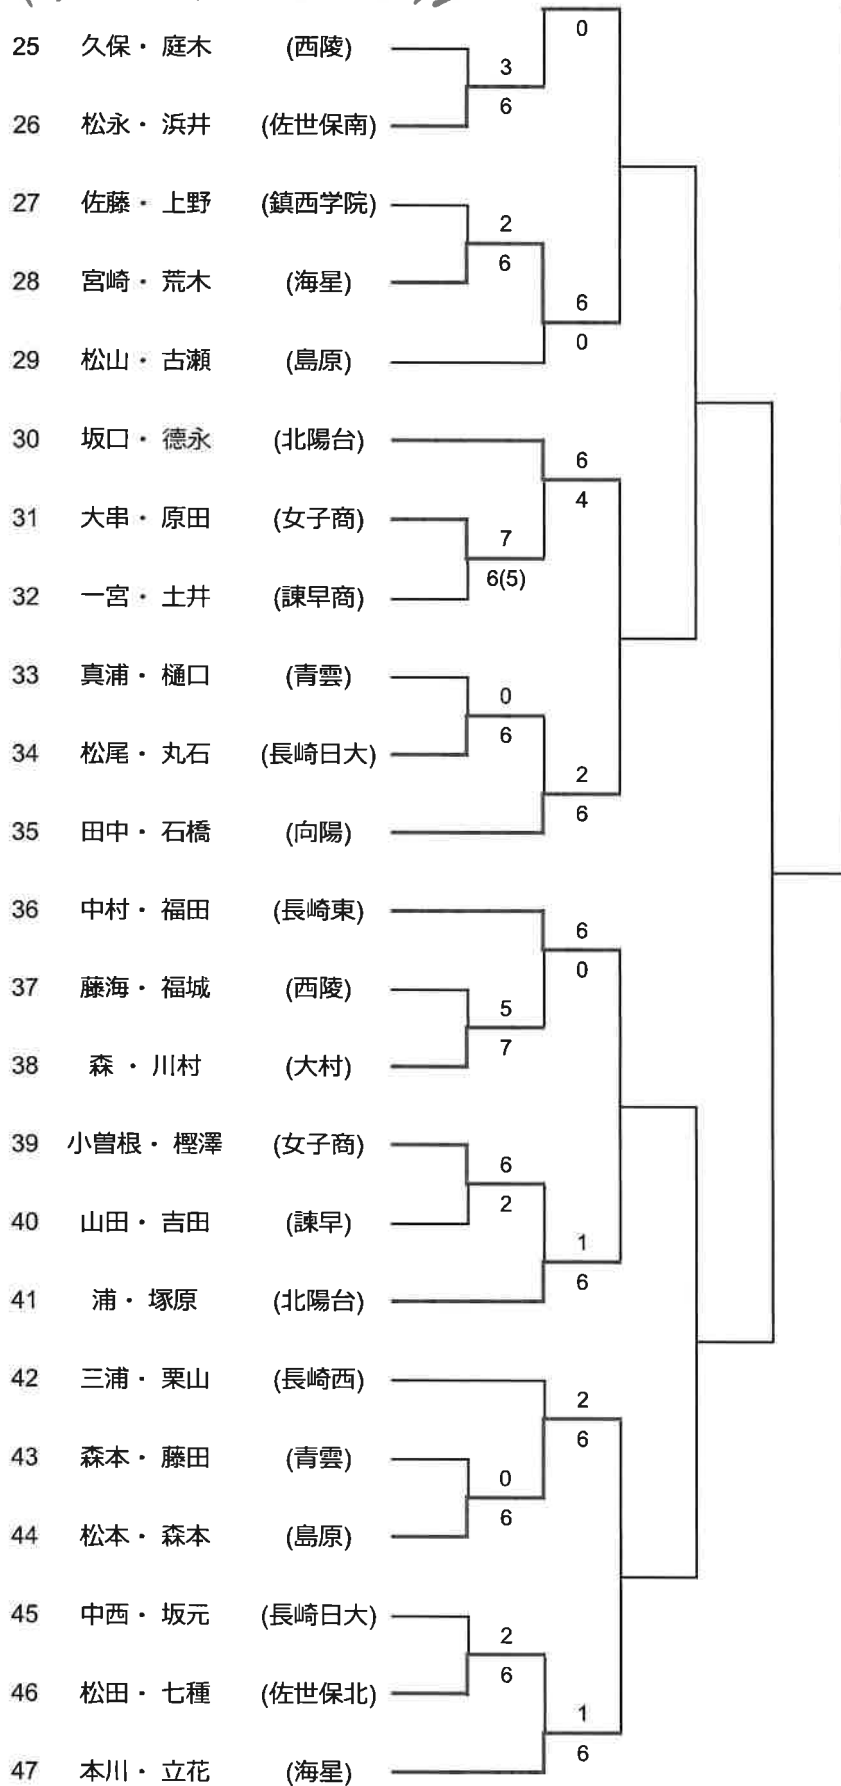 0
25 久保・庭木 (西陵)
3
6
26 松永・浜井 (佐世保南)
27 佐藤・上野 (鎮西学院)
2
6
28 宮崎・荒木 (海星)
6
0
29 松山・古瀬 (島原)
30 坂口・德永 (北陽台)
6
4
31 大串・原田 (女子商)
7
6(5)
32 一宮・土井 (諫早商)
33 真浦・樋口 (青雲)
0
6
34 松尾・丸石 (長崎日大)
2
6
35 田中・石橋 (向陽)
36 中村・福田 (長崎東)
6
0
37 藤海・福城 (西陵)
5
7
38 森・川村 (大村)
39 小曽根・樫澤 (女子商)
6
2
40 山田・吉田 (諫早)
1
6
41 浦・塚原 (北陽台)
42 三浦・栗山 (長崎西)
2
6
43 森本・藤田 (青雲)
0
6
44 松本・森本 (島原)
45 中西・坂元 (長崎日大)
2
6
46 松田・七種 (佐世保北)
1
6
47 本川・立花 (海星)